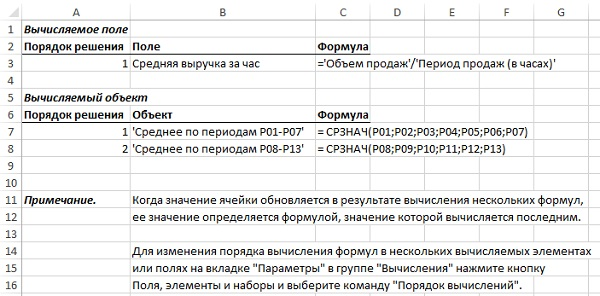 A B C D E F G
1 Вычисляемое поле
2 Порядок решения Поле Формула
3 1 Средняя выручка за час ='Объем продаж'/'Период продаж (в часах)'
4
5 Вычисляемый объект
6 Порядок решения Объект Формула
7 1 'Среднее по периодам P01-P07' = СРЗНАЧ(P01;P02;P03;P04;P05;P06;P07)
8 2 'Среднее по периодам P08-P13' = СРЗНАЧ(P08;P09;P10;P11;P12;P13)
9
10
11 Примечание. Когда значение ячейки обновляется в результате вычисления нескольких формул,
12 ее значение определяется формулой, значение которой вычисляется последним.
13
14 Для изменения порядка вычисления формул в нескольких вычисляемых элементах
15 или полях на вкладке "Параметры" в группе "Вычисления" нажмите кнопку
16 Поля, элементы и наборы и выберите команду "Порядок вычислений".